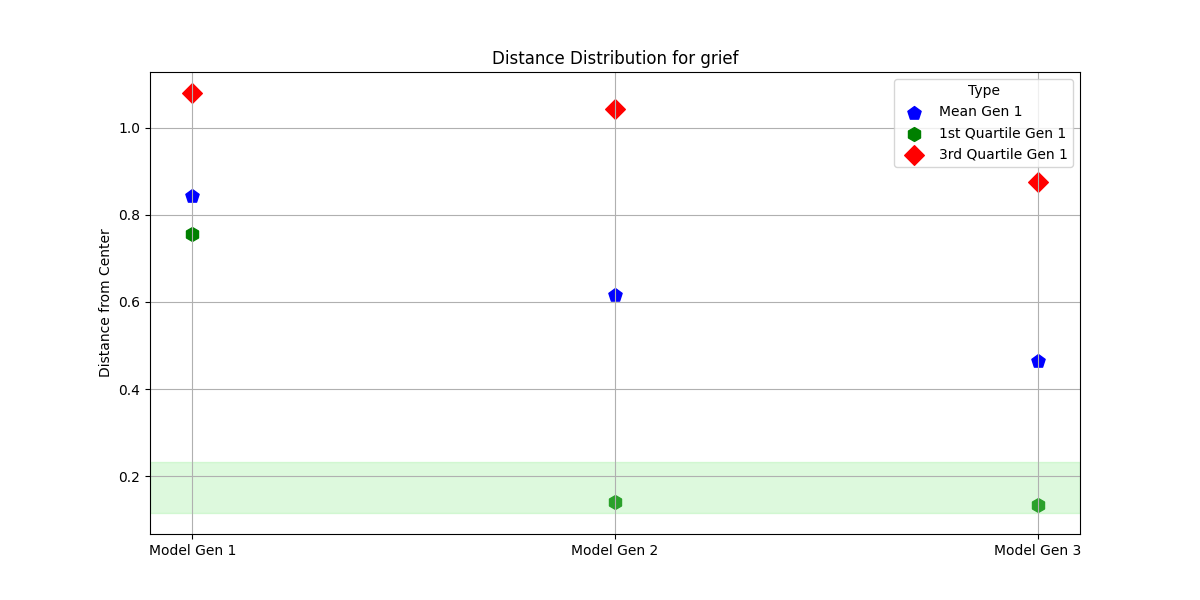 Distance Distribution for grief
Type
Mean Gen 1
1st Quartile Gen 1
3rd Quartile Gen 1
Distance from Center
1.0
0.8
0.6
0.4
0.2
Model Gen 1
Model Gen 2
Model Gen 3